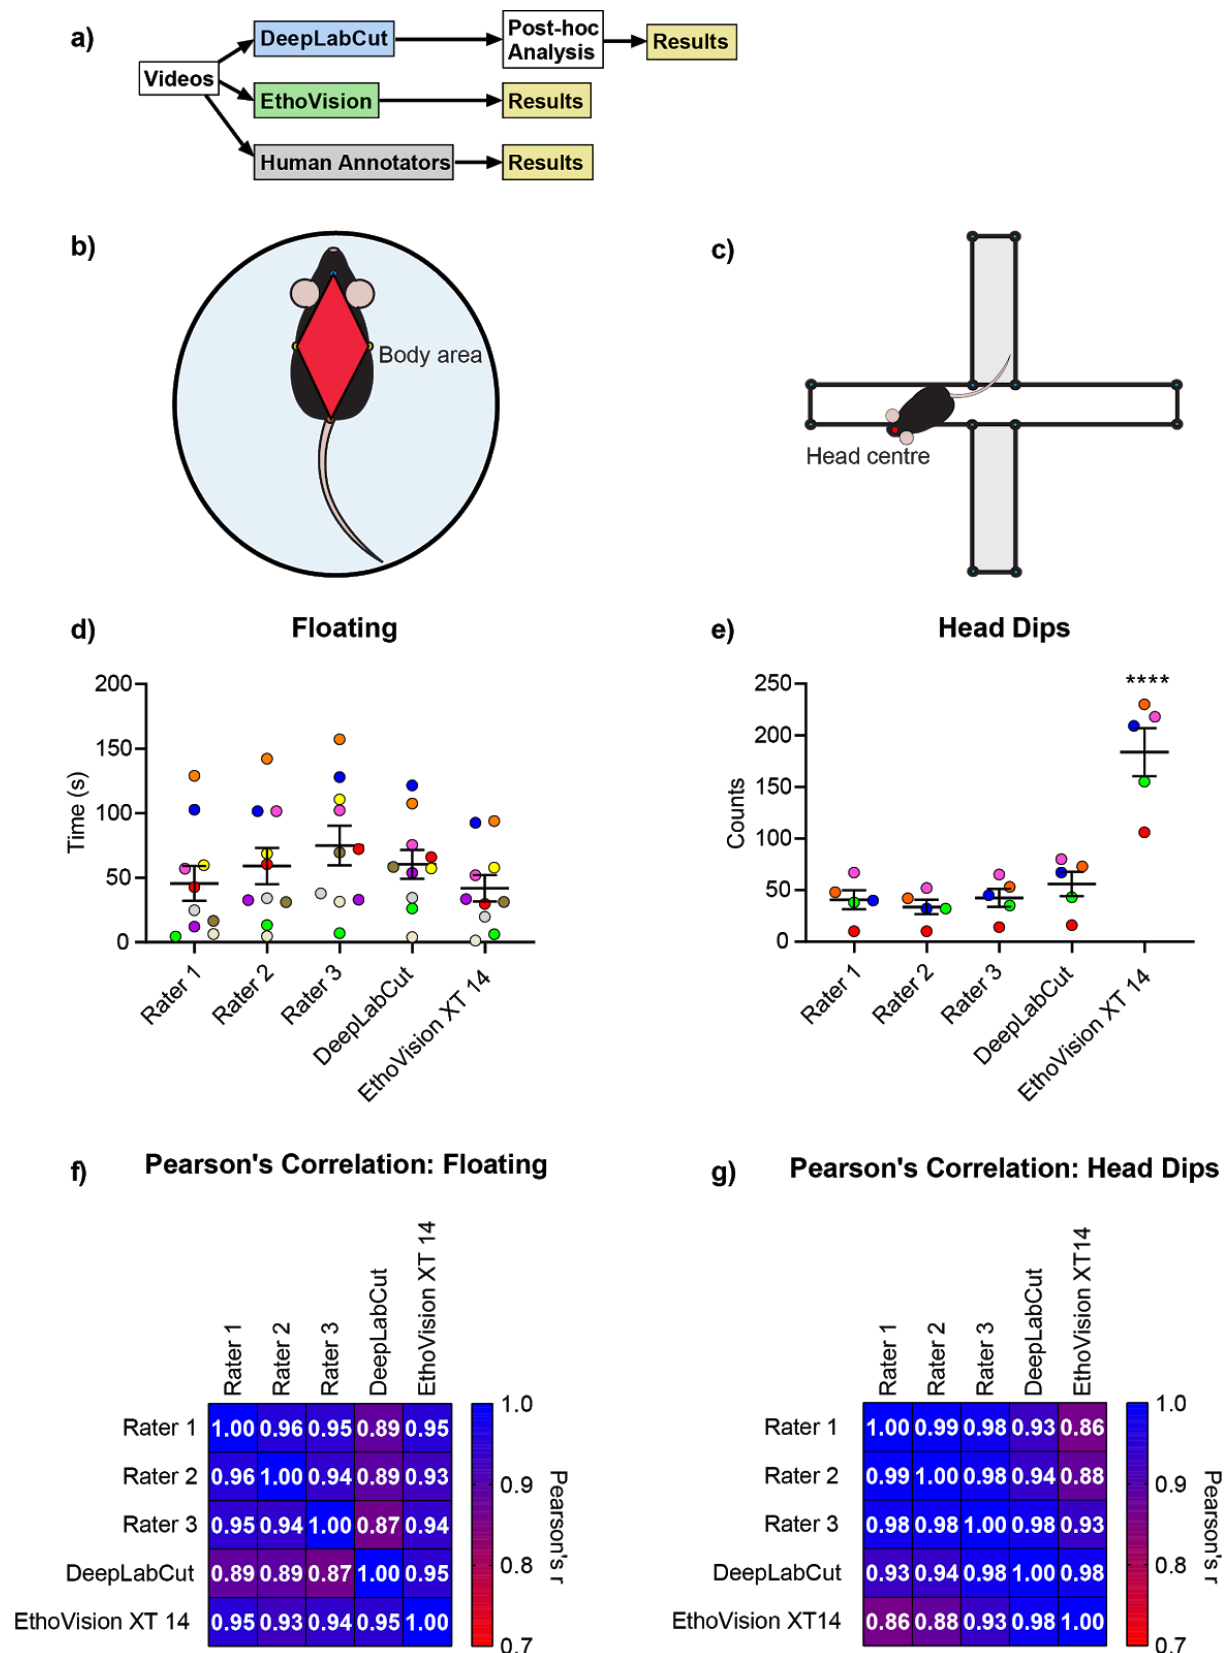 a)
Videos
DeepLabCut
Post-hoc
Analysis
Results
EthoVision
Results
Human Annotators
Results
b)
Body area
c)
Head centre
d)
Floating
Time (s)
200
150
100
50
0
Rater 1
Rater 2
Rater 3
DeepLabCut
EthoVision XT 14
e)
Head Dips
Counts
250
200
150
100
50
0
****
Rater 1
Rater 2
Rater 3
DeepLabCut
EthoVision XT 14
f)
Pearson's Correlation: Floating
Rater 1
Rater 2
Rater 3
DeepLabCut
EthoVision XT 14
Rater 1 1.00 0.96 0.95 0.89 0.95
Rater 2 0.96 1.00 0.94 0.89 0.93
Rater 3 0.95 0.94 1.00 0.87 0.94
DeepLabCut 0.89 0.89 0.87 1.00 0.95
EthoVision XT 14 0.95 0.93 0.94 0.95 1.00
1.0
0.9
0.8
0.7
Pearson's r
g)
Pearson's Correlation: Head Dips
Rater 1
Rater 2
Rater 3
DeepLabCut
EthoVision XT14
Rater 1 1.00 0.99 0.98 0.93 0.86
Rater 2 0.99 1.00 0.98 0.94 0.88
Rater 3 0.98 0.98 1.00 0.98 0.93
DeepLabCut 0.93 0.94 0.98 1.00 0.98
EthoVision XT14 0.86 0.88 0.93 0.98 1.00
1.0
0.9
0.8
0.7
Pearson's r